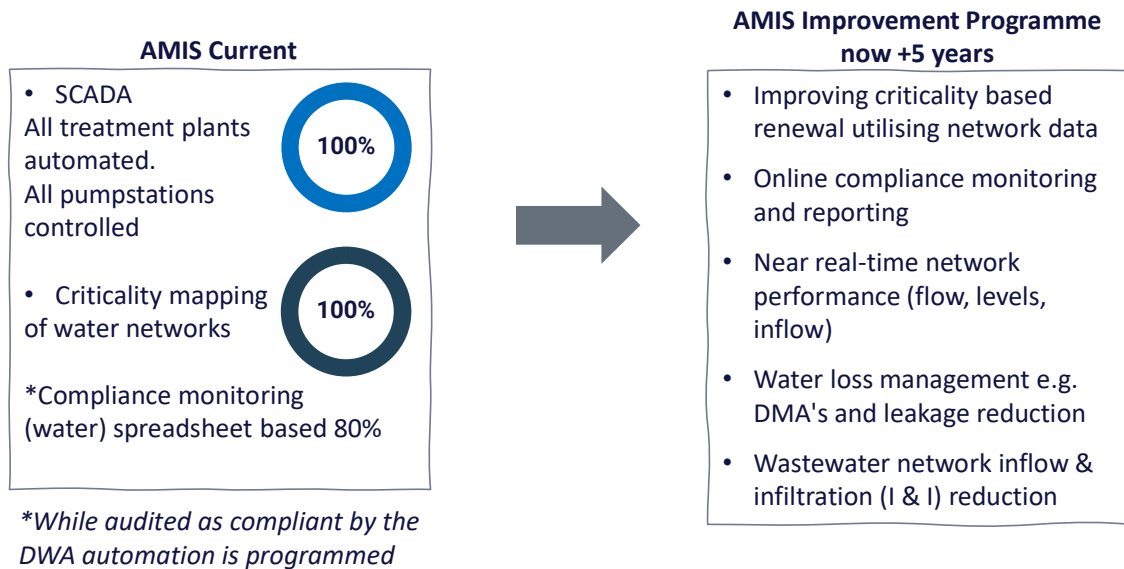 AMIS Current
• SCADA
All treatment plants
automated.
All pumpstations
controlled
100%
• Criticality mapping
of water networks
100%
*Compliance monitoring
(water) spreadsheet based 80%
*While audited as compliant by the
DWA automation is programmed
AMIS Improvement Programme
now +5 years
• Improving criticality based
renewal utilising network data
• Online compliance monitoring
and reporting
• Near real-time network
performance (flow, levels,
inflow)
• Water loss management e.g.
DMA's and leakage reduction
• Wastewater network inflow &
infiltration (I & I) reduction